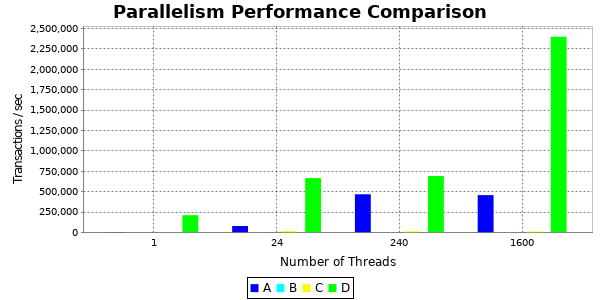 Parallelism Performance Comparison
2,500,000
2,250,000
2,000,000
1,750,000
1,500,000
1,250,000
1,000,000
750,000
500,000
250,000
0
Transactions / sec
1 24 240 1600
Number of Threads
A B C D